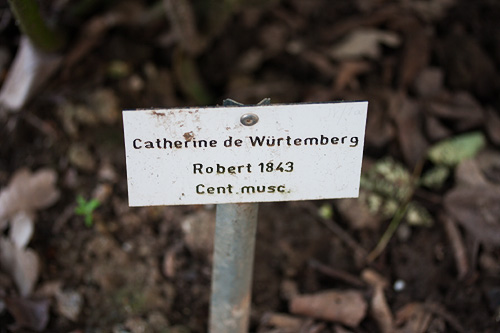 Catherine de Würtemberg
Robert 1843
Cent. musc.